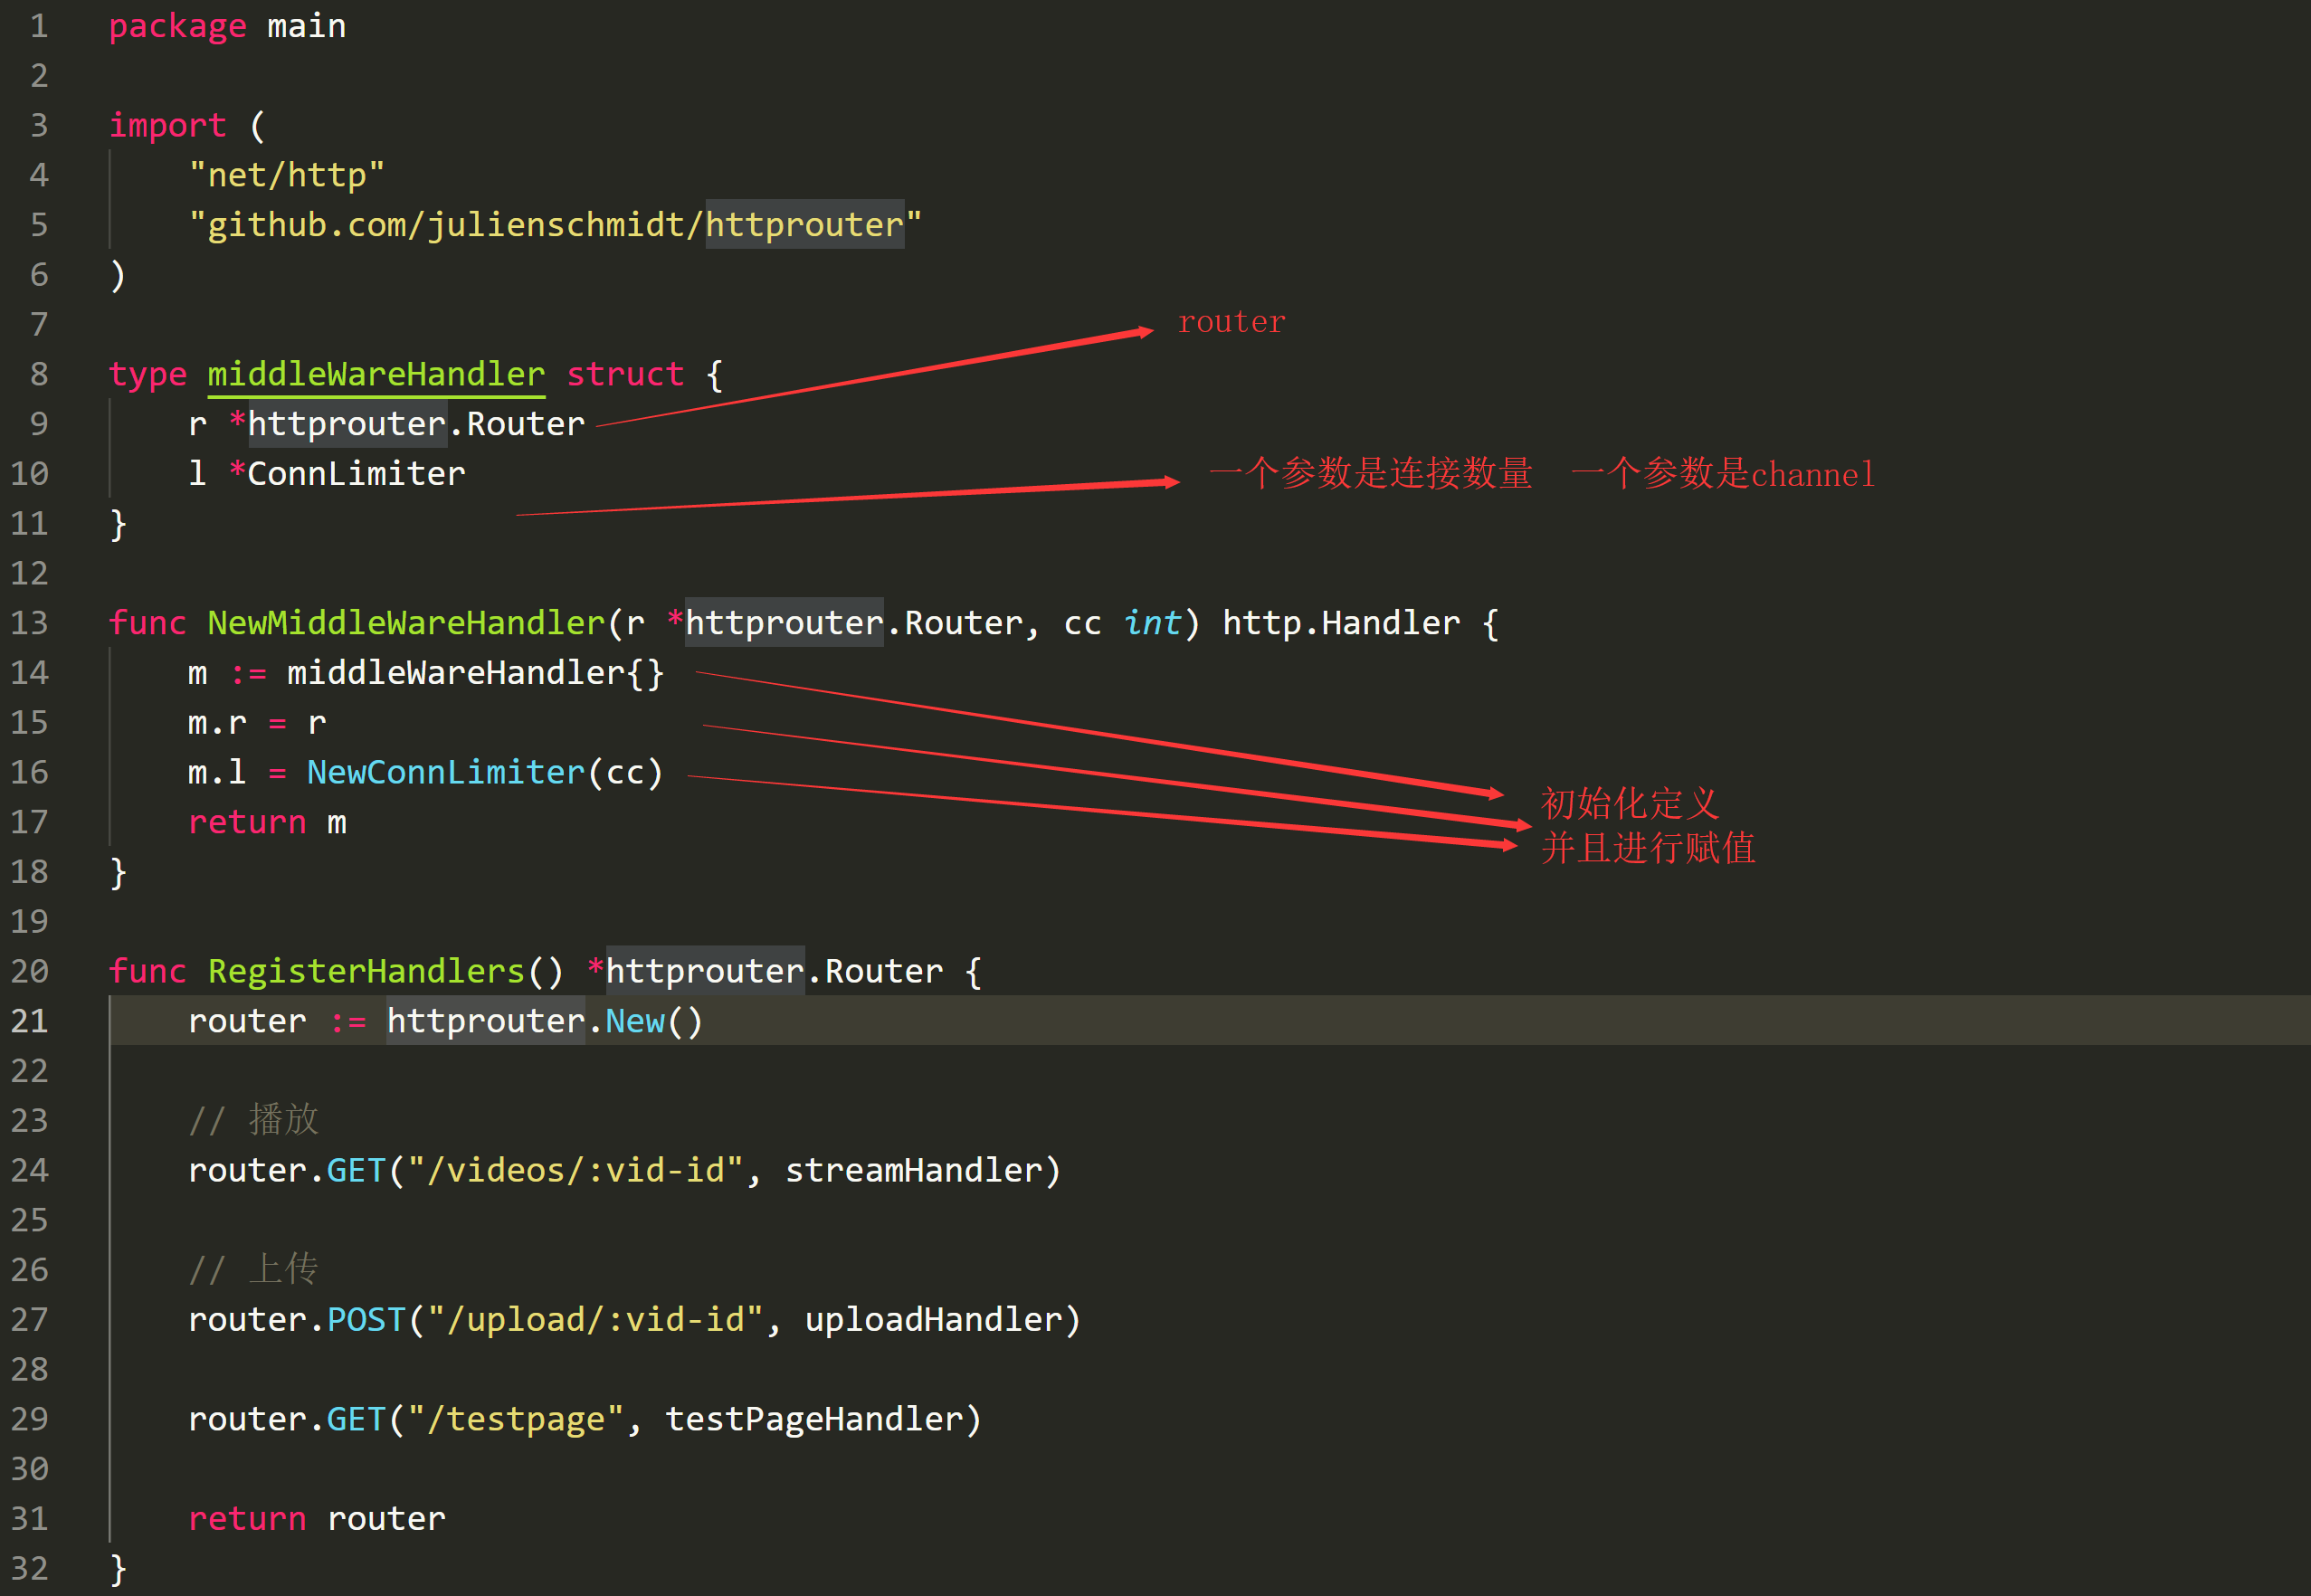 1 package main
2
3 import (
4 "net/http"
5 "github.com/julienschmidt/httprouter"
6 )
7
router
8 type middleWareHandler struct {
9 r *httprouter.Router
10 l *ConnLimiter
一个参数是连接数量 一个参数是channel
11 }
12
13 func NewMiddleWareHandler(r *httprouter.Router, cc int) http.Handler {
14 m := middleWareHandler{}
15 m.r = r
16 m.l = NewConnLimiter(cc)
初始化定义
17 return m
并且进行赋值
18 }
19
20 func RegisterHandlers() *httprouter.Router {
21 router := httprouter.New()
22
23 // 播放
24 router.GET("/videos/:vid-id", streamHandler)
25
26 // 上传
27 router.POST("/upload/:vid-id", uploadHandler)
28
29 router.GET("/testpage", testPageHandler)
30
31 return router
32 }